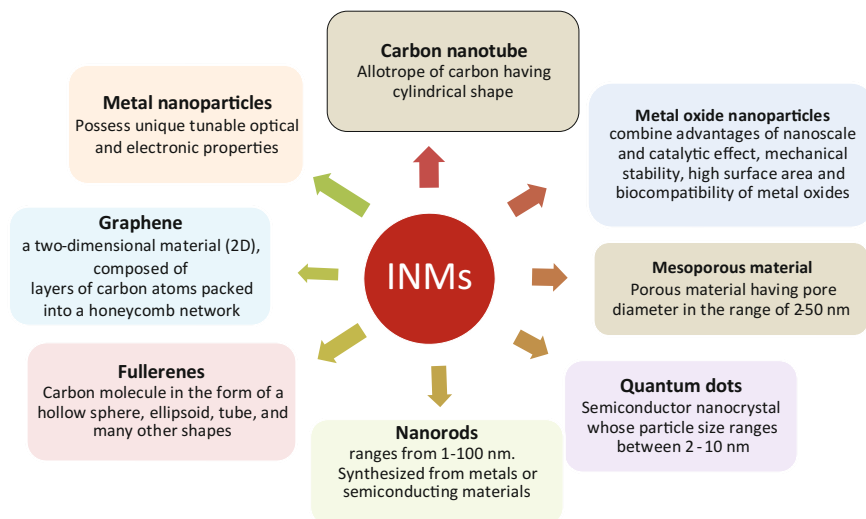 Carbon nanotube
Allotrope of carbon having
cylindrical shape
Metal nanoparticles
Possess unique tunable optical
and electronic properties
Metal oxide nanoparticles
combine advantages of nanoscale
and catalytic effect, mechanical
stability, high surface area and
biocompatibility of metal oxides
Graphene
a two-dimensional material (2D),
composed of
layers of carbon atoms packed
into a honeycomb network
INMs
Mesoporous material
Porous material having pore
diameter in the range of 2-50 nm
Fullerenes
Carbon molecule in the form of a
hollow sphere, ellipsoid, tube, and
many other shapes
Quantum dots
Semiconductor nanocrystal
whose particle size ranges
between 2 - 10 nm
Nanorods
ranges from 1-100 nm.
Synthesized from metals or
semiconducting materials